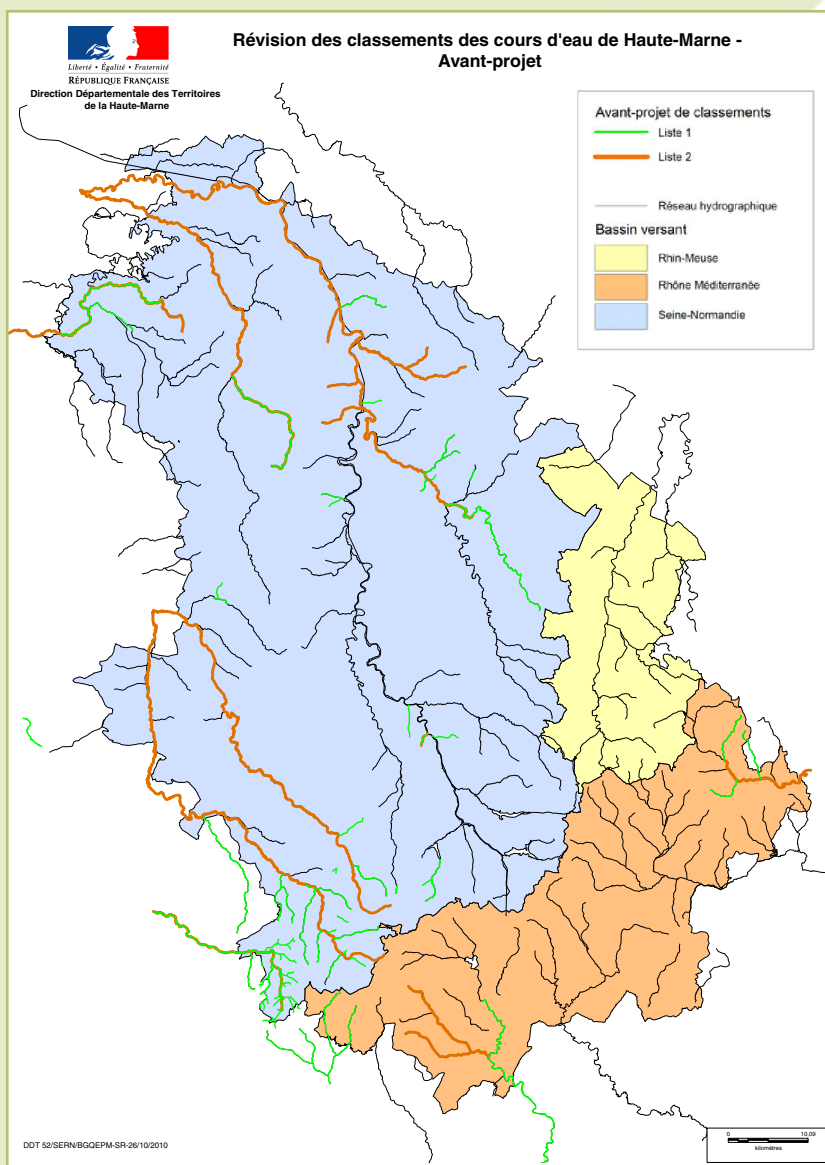 Révision des classements des cours d'eau de Haute-Marne -
Avant-projet
Liberté • Égalité • Fraternité
RÉPUBLIQUE FRANÇAISE
Direction Départementale des Territoires
de la Haute-Marne
Avant-projet de classements
Liste 1
Liste 2
Réseau hydrographique
Bassin versant
Rhin-Meuse
Rhône Méditerranée
Seine-Normandie
DDT 52/SERN/BGQEPM-SR-26/10/2010
0 10,09
kilomètres